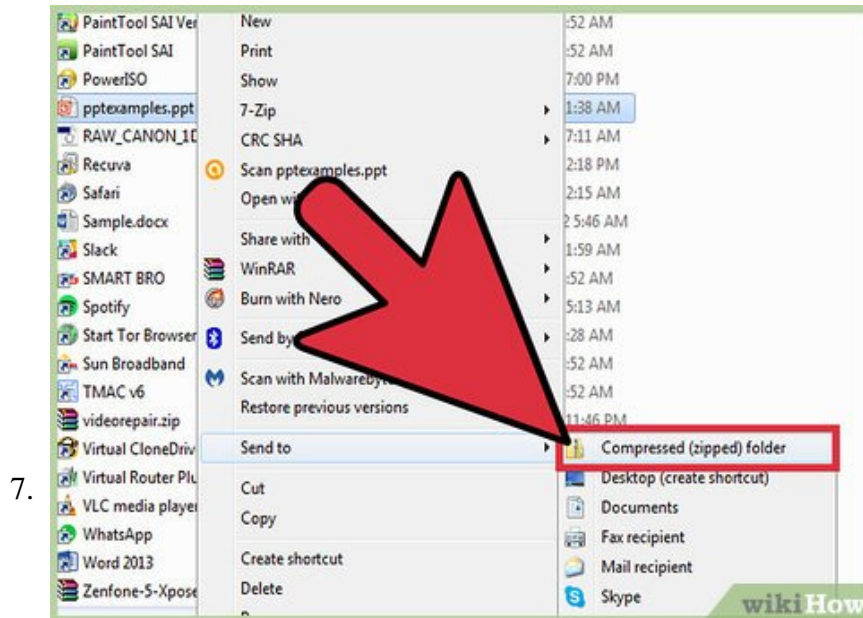 PaintTool SAI Ver
New
:52 AM
PaintTool SAI
Print
:52 AM
PowerISO
Show
7:00 PM
pptexamples.ppt
7-Zip
1:38 AM
RAW_CANON_1D
CRC SHA
7:11 AM
Recuva
Scan pptexamples.ppt
2:18 PM
Safari
Open wi
2:15 AM
Sample.docx
2 5:46 AM
Slack
Share with
1:59 AM
SMART BRO
WinRAR
:52 AM
Spotify
Burn with Nero
5:13 AM
Start Tor Browser
Send by
:28 AM
Sun Broadband
Scan with Malwareby
:52 AM
TMAC v6
Restore previous versions
:52 AM
videorepair.zip
11:46 PM
Virtual CloneDriv
Send to
Compressed (zipped) folder
7.
Virtual Router Plu
Cut
Desktop (create shortcut)
VLC media player
Copy
Documents
WhatsApp
Fax recipient
Word 2013
Create shortcut
Mail recipient
Zenfone-5-Xpose
Delete
Skype
wikiHow